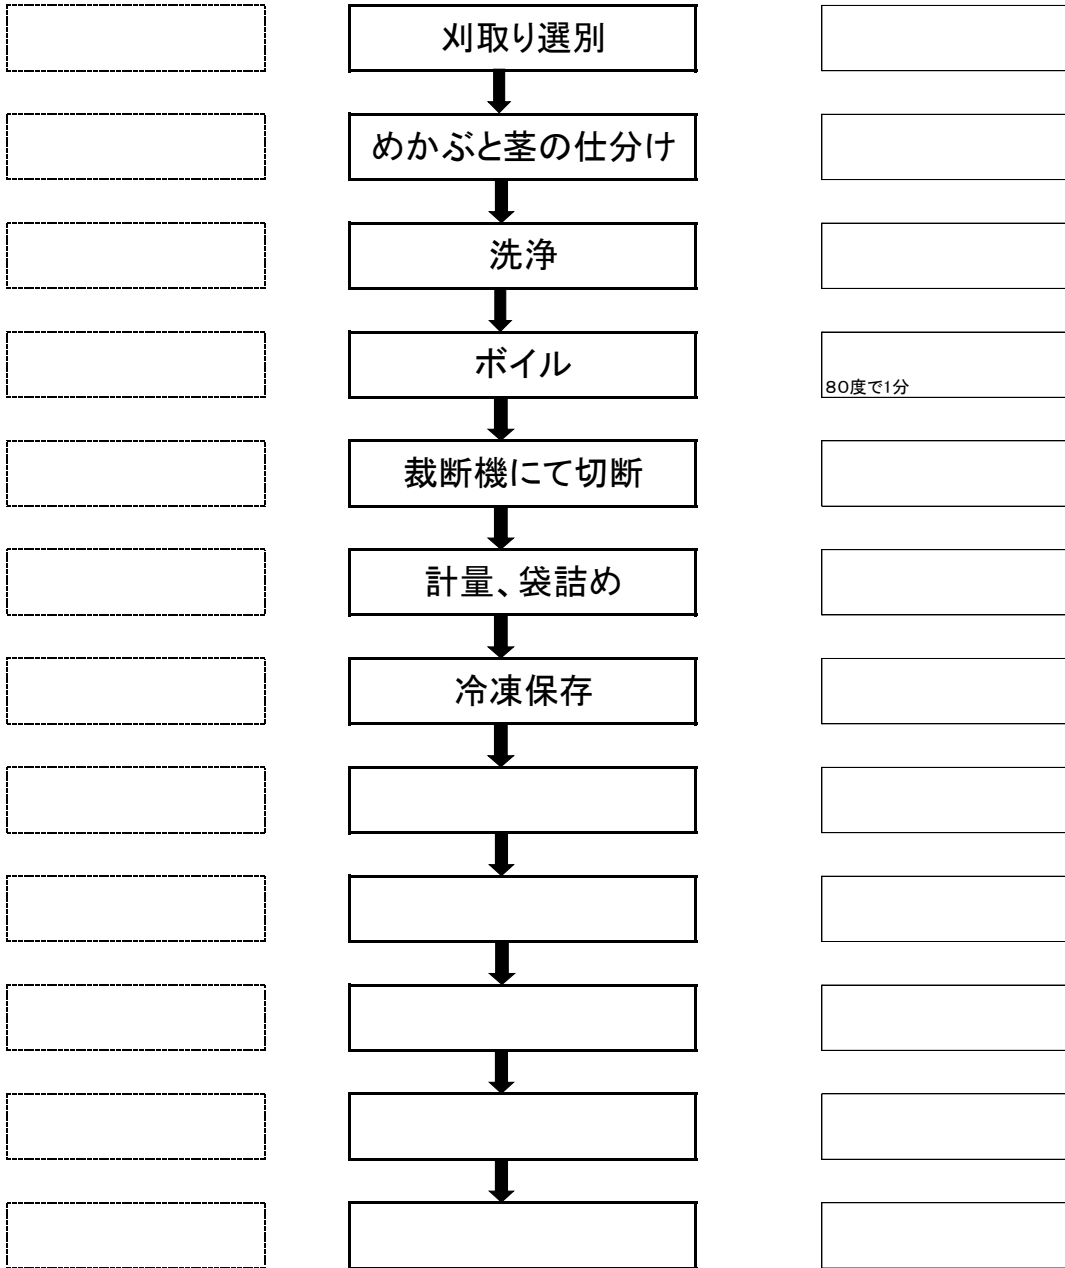 刈取り選別
めかぶと茎の仕分け
洗浄
ボイル
80度で1分
裁断機にて切断
計量、袋詰め
冷凍保存